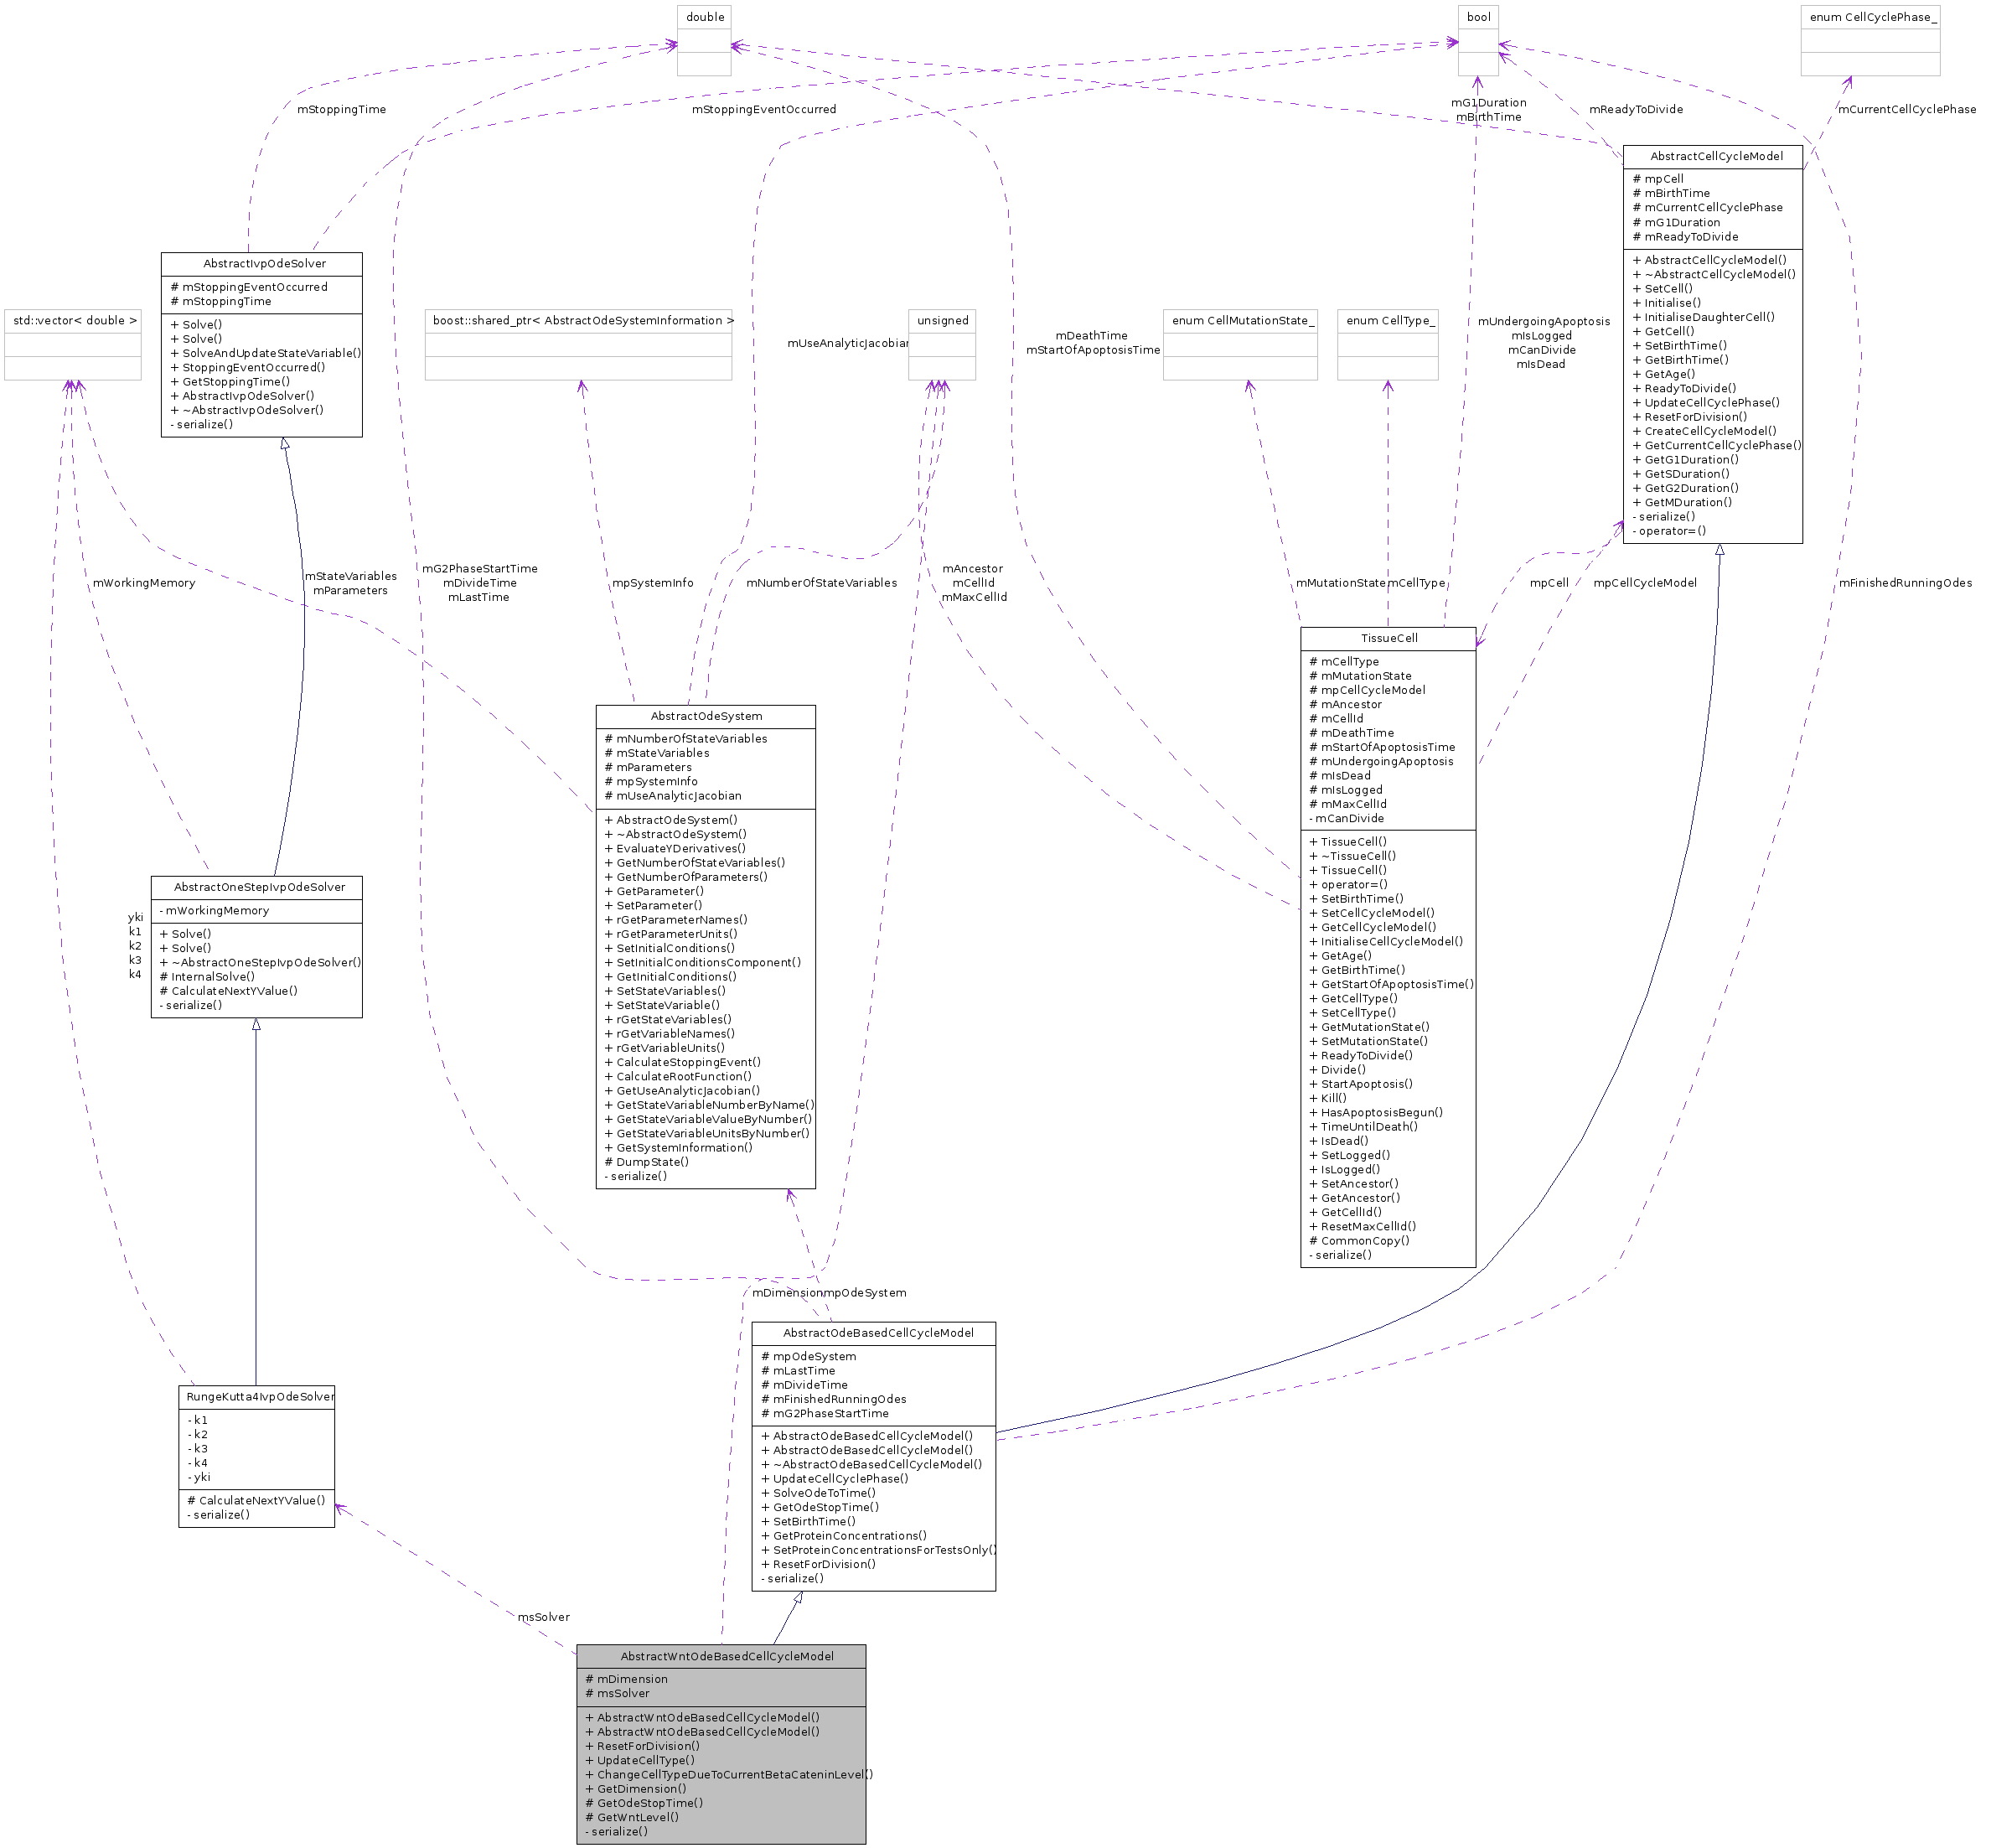 double
bool
enum CellCyclePhase_
mStoppingTime
mStoppingEventOccurred
mG1Duration
mBirthTime
mReadyToDivide
mCurrentCellCyclePhase
AbstractCellCycleModel
# mpCell
# mBirthTime
# mCurrentCellCyclePhase
# mG1Duration
# mReadyToDivide
+ AbstractCellCycleModel()
+ ~AbstractCellCycleModel()
+ SetCell()
+ Initialise()
+ InitialiseDaughterCell()
+ GetCell()
+ SetBirthTime()
+ GetBirthTime()
+ GetAge()
+ ReadyToDivide()
+ UpdateCellCyclePhase()
+ ResetForDivision()
+ CreateCellCycleModel()
+ GetCurrentCellCyclePhase()
+ GetG1Duration()
+ GetSDuration()
+ GetG2Duration()
+ GetMDuration()
- serialize()
- operator=()
AbstractIvpOdeSolver
# mStoppingEventOccurred
# mStoppingTime
+ Solve()
+ Solve()
+ SolveAndUpdateStateVariable()
+ StoppingEventOccurred()
+ GetStoppingTime()
+ AbstractIvpOdeSolver()
+ ~AbstractIvpOdeSolver()
- serialize()
std::vector< double >
boost::shared_ptr< AbstractOdeSystemInformation >
mUseAnalyticJacobian
unsigned
mDeathTime
mStartOfApoptosisTime
enum CellMutationState_
enum CellType_
mUndergoingApoptosis
mIsLogged
mCanDivide
mIsDead
mWorkingMemory
mStateVariables
mParameters
mG2PhaseStartTime
mDivideTime
mLastTime
mpSystemInfo
mNumberOfStateVariables
mAncestor
mCellId
mMaxCellId
mMutationState
mCellType
mpCell
mpCellCycleModel
mFinishedRunningOdes
TissueCell
# mCellType
# mMutationState
# mpCellCycleModel
# mAncestor
# mCellId
# mDeathTime
# mStartOfApoptosisTime
# mUndergoingApoptosis
# mIsDead
# mIsLogged
# mMaxCellId
- mCanDivide
+ TissueCell()
+ ~TissueCell()
+ TissueCell()
+ operator=()
+ SetBirthTime()
+ SetCellCycleModel()
+ GetCellCycleModel()
+ InitialiseCellCycleModel()
+ GetAge()
+ GetBirthTime()
+ GetStartOfApoptosisTime()
+ GetCellType()
+ SetCellType()
+ GetMutationState()
+ SetMutationState()
+ ReadyToDivide()
+ Divide()
+ StartApoptosis()
+ Kill()
+ HasApoptosisBegun()
+ TimeUntilDeath()
+ IsDead()
+ SetLogged()
+ IsLogged()
+ SetAncestor()
+ GetAncestor()
+ GetCellId()
+ ResetMaxCellId()
# CommonCopy()
- serialize()
AbstractOdeSystem
# mNumberOfStateVariables
# mStateVariables
# mParameters
# mpSystemInfo
# mUseAnalyticJacobian
+ AbstractOdeSystem()
+ ~AbstractOdeSystem()
+ EvaluateYDerivatives()
+ GetNumberOfStateVariables()
+ GetNumberOfParameters()
+ GetParameter()
+ SetParameter()
+ rGetParameterNames()
+ rGetParameterUnits()
+ SetInitialConditions()
+ SetInitialConditionsComponent()
+ GetInitialConditions()
+ SetStateVariables()
+ SetStateVariable()
+ rGetStateVariables()
+ rGetVariableNames()
+ rGetVariableUnits()
+ CalculateStoppingEvent()
+ CalculateRootFunction()
+ GetUseAnalyticJacobian()
+ GetStateVariableNumberByName()
+ GetStateVariableValueByNumber()
+ GetStateVariableUnitsByNumber()
+ GetSystemInformation()
# DumpState()
- serialize()
AbstractOneStepIvpOdeSolver
- mWorkingMemory
+ Solve()
+ Solve()
+ ~AbstractOneStepIvpOdeSolver()
# InternalSolve()
# CalculateNextYValue()
- serialize()
yki
k1
k2
k3
k4
mDimension
mpOdeSystem
AbstractOdeBasedCellCycleModel
# mpOdeSystem
# mLastTime
# mDivideTime
# mFinishedRunningOdes
# mG2PhaseStartTime
+ AbstractOdeBasedCellCycleModel()
+ AbstractOdeBasedCellCycleModel()
+ ~AbstractOdeBasedCellCycleModel()
+ UpdateCellCyclePhase()
+ SolveOdeToTime()
+ GetOdeStopTime()
+ SetBirthTime()
+ GetProteinConcentrations()
+ SetProteinConcentrationsForTestsOnly()
+ ResetForDivision()
- serialize()
RungeKutta4IvpOdeSolver
- k1
- k2
- k3
- k4
- yki
# CalculateNextYValue()
- serialize()
msSolver
AbstractWntOdeBasedCellCycleModel
# mDimension
# msSolver
+ AbstractWntOdeBasedCellCycleModel()
+ AbstractWntOdeBasedCellCycleModel()
+ ResetForDivision()
+ UpdateCellType()
+ ChangeCellTypeDueToCurrentBetaCateninLevel()
+ GetDimension()
# GetOdeStopTime()
# GetWntLevel()
- serialize()